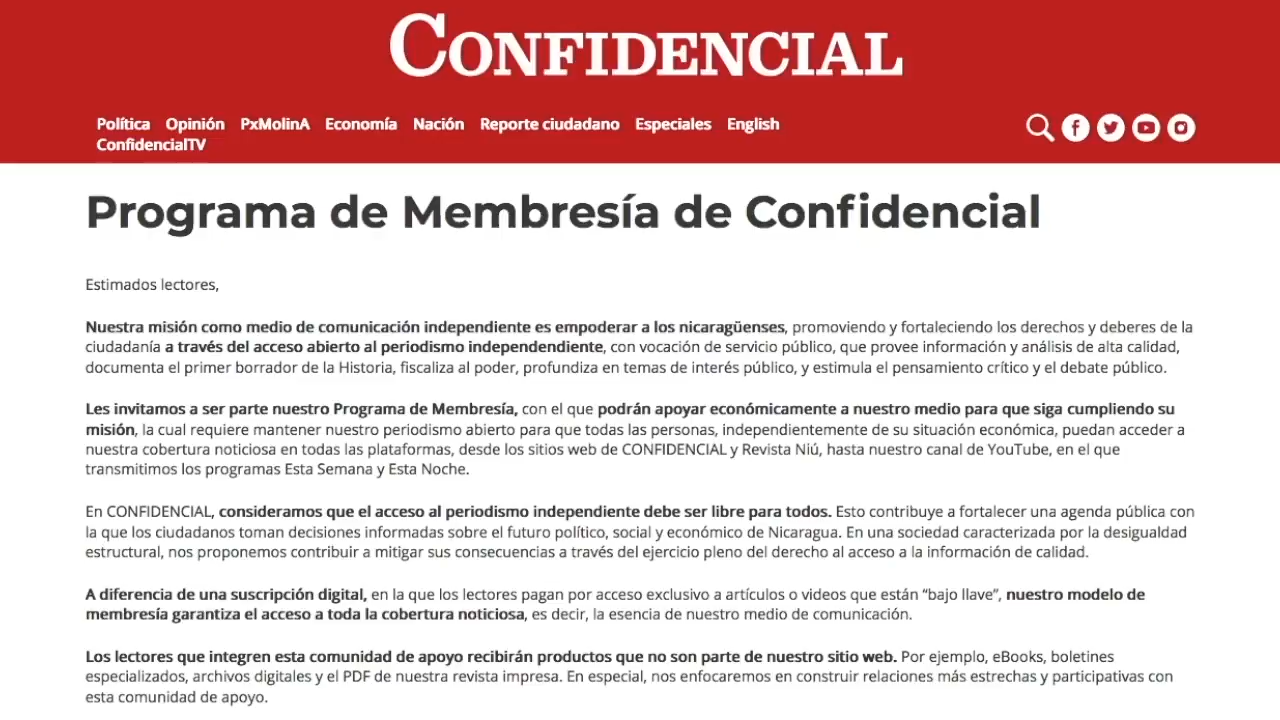 CONFIDENCIAL
Política Opinión PxMolinA Economía Nación Reporte ciudadano Especiales English
ConfidencialTV
Programa de Membresía de Confidencial
Estimados lectores,
Nuestra misión como medio de comunicación independiente es empoderar a los nicaragüenses, promoviendo y fortaleciendo los derechos y deberes de la
ciudadanía a través del acceso abierto al periodismo independendiente, con vocación de servicio público, que provee información y análisis de alta calidad,
documenta el primer borrador de la Historia, fiscaliza al poder, profundiza en temas de interés público, y estimula el pensamiento crítico y el debate público.
Les invitamos a ser parte nuestro Programa de Membresía, con el que podrán apoyar económicamente a nuestro medio para que siga cumpliendo su
misión, la cual requiere mantener nuestro periodismo abierto para que todas las personas, independientemente de su situación económica, puedan acceder a
nuestra cobertura noticiosa en todas las plataformas, desde los sitios web de CONFIDENCIAL y Revista Niú, hasta nuestro canal de YouTube, en el que
transmitimos los programas Esta Semana y Esta Noche.
En CONFIDENCIAL, consideramos que el acceso al periodismo independiente debe ser libre para todos. Esto contribuye a fortalecer una agenda pública con
la que los ciudadanos toman decisiones informadas sobre el futuro político, social y económico de Nicaragua. En una sociedad caracterizada por la desigualdad
estructural, nos proponemos contribuir a mitigar sus consecuencias a través del ejercicio pleno del derecho al acceso a la información de calidad.
A diferencia de una suscripción digital, en la que los lectores pagan por acceso exclusivo a artículos o videos que están “bajo llave”, nuestro modelo de
membresía garantiza el acceso a toda la cobertura noticiosa, es decir, la esencia de nuestro medio de comunicación.
Los lectores que integren esta comunidad de apoyo recibirán productos que no son parte de nuestro sitio web. Por ejemplo, eBooks, boletines
especializados, archivos digitales y el PDF de nuestra revista impresa. En especial, nos enfocaremos en construir relaciones más estrechas y participativas con
esta comunidad de apoyo.